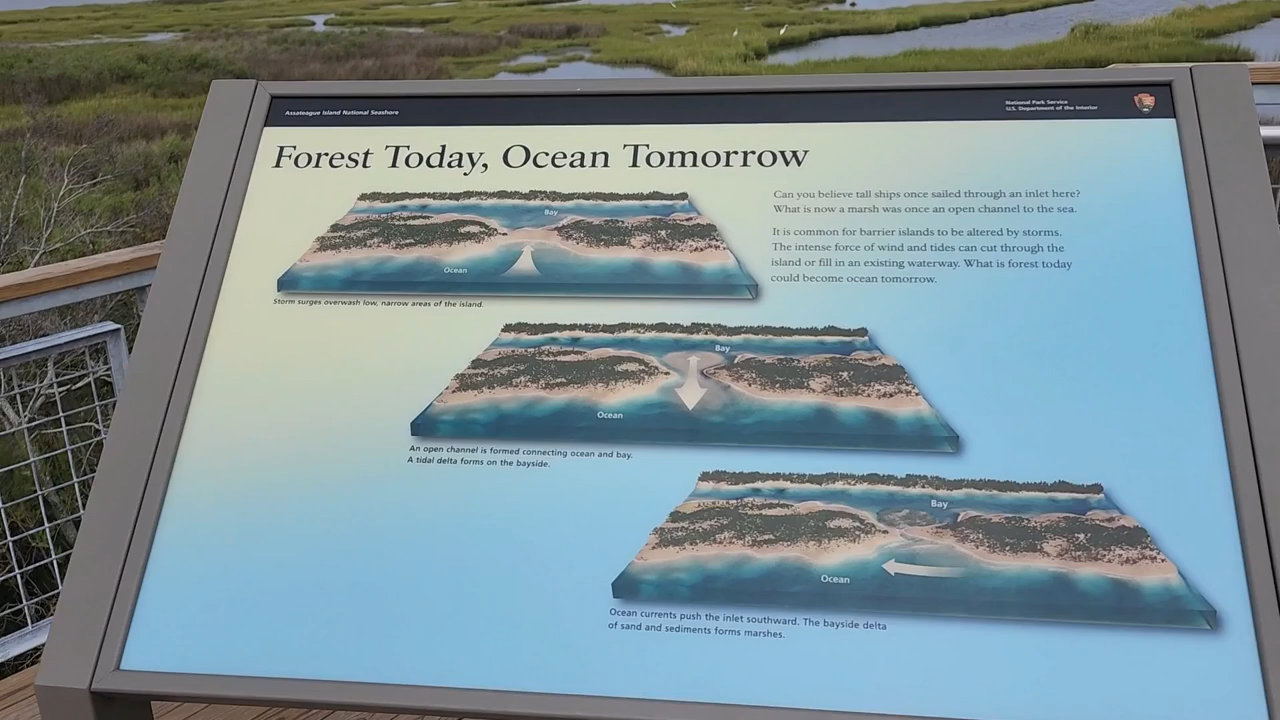 Assateague Island National Seashore
National Park Service
U.S. Department of the Interior
Forest Today, Ocean Tomorrow
Can you believe tall ships once sailed through an inlet here?
What is now a marsh was once an open channel to the sea.
It is common for barrier islands to be altered by storms.
The intense force of wind and tides can cut through the
island or fill in an existing waterway. What is forest today
could become ocean tomorrow.
Bay
Ocean
Storm surges overwash low, narrow areas of the island.
Bay
Ocean
An open channel is formed connecting ocean and bay.
A tidal delta forms on the bayside.
Bay
Ocean
Ocean currents push the inlet southward. The bayside delta
of sand and sediments forms marshes.